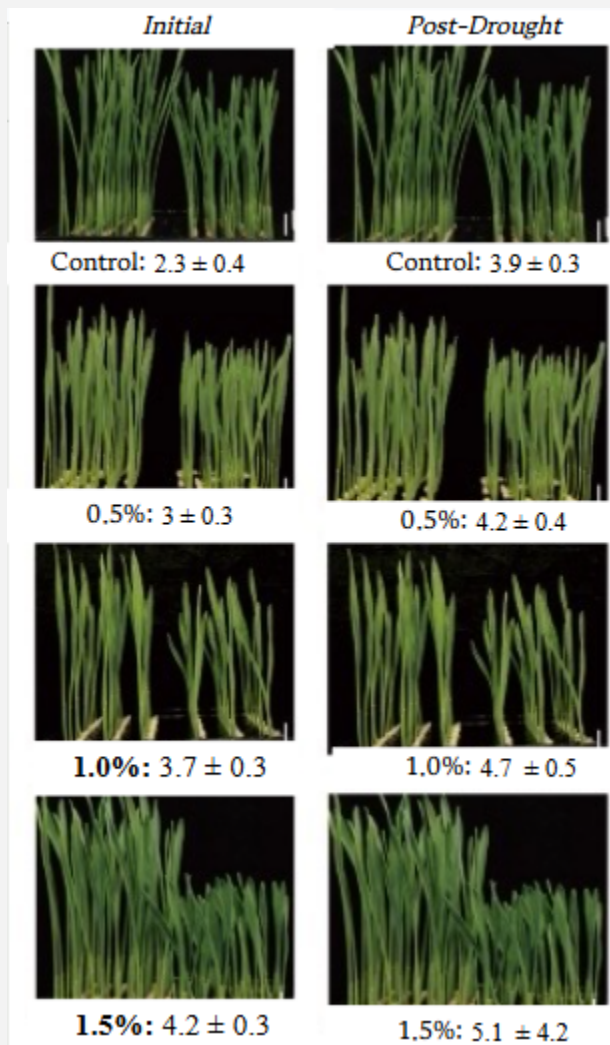 Initial Post-Drought
Control: 2.3 ± 0.4 Control: 3.9 ± 0.3
0.5%: 3 ± 0.3 0.5%: 4.2 ± 0.4
1.0%: 3.7 ± 0.3 1.0%: 4.7 ± 0.5
1.5%: 4.2 ± 0.3 1.5%: 5.1 ± 4.2